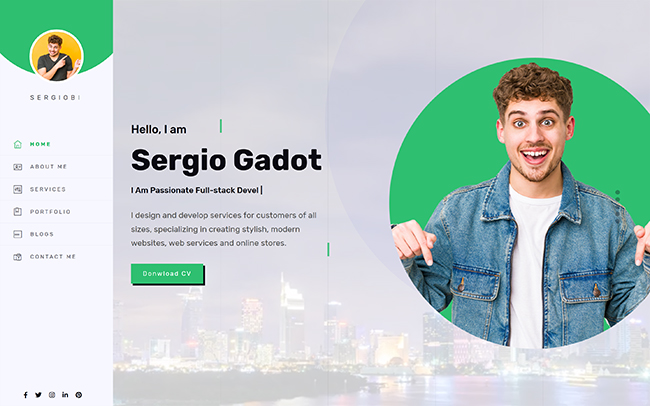 SERGIOBI
HOME
ABOUT ME
SERVICES
PORTFOLIO
BLOGS
CONTACT ME
Hello, I am
Sergio Gadot
I Am Passionate Full-stack Devel |
I design and develop services for customers of all
sizes, specializing in creating stylish, modern
websites, web services and online stores.
Donwload CV